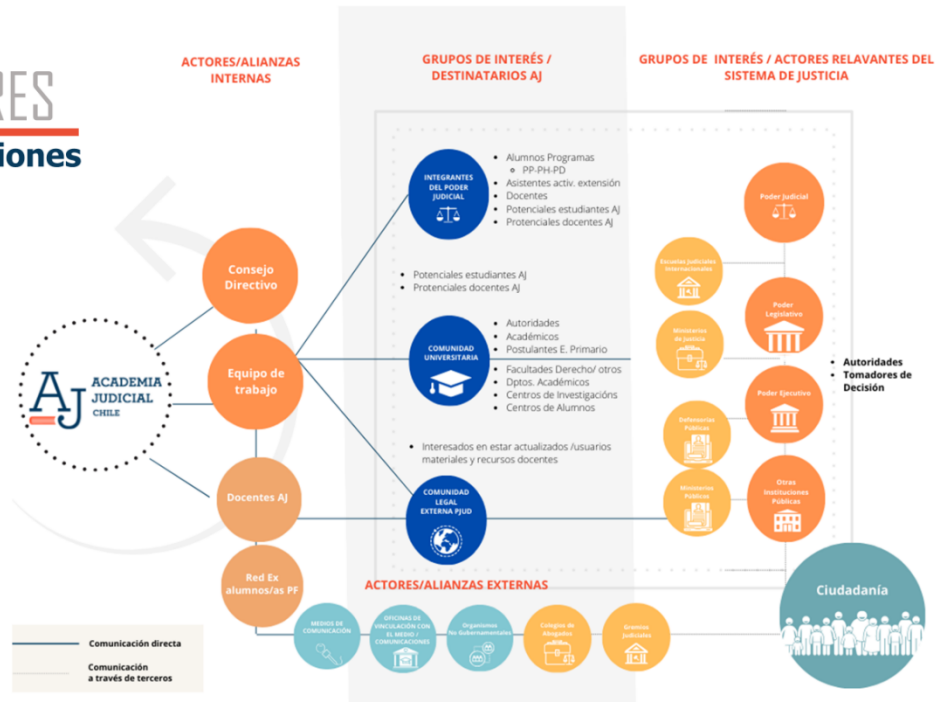 RES
iones
ACTORES/ALIANZAS
INTERNAS
GRUPOS DE INTERÉS /
DESTINATARIOS AJ
GRUPOS DE INTERÉS / ACTORES RELAVANTES DEL
SISTEMA DE JUSTICIA
AJ
ACADEMIA
JUDICIAL
CHILE
Consejo
Directivo
Equipo de
trabajo
Docentes AJ
Red Ex
alumnos/as PF
INTEGRANTES
DEL PODER
JUDICIAL
• Alumnos Programas
PP-PH-PD
• Asistentes activ. extensión
• Docentes
• Potenciales estudiantes AJ
• Protenciales docentes AJ
• Potenciales estudiantes AJ
• Protenciales docentes AJ
COMUNIDAD
UNIVERSITARIA
• Autoridades
• Académicos
• Postulantes E. Primario
• Facultades Derecho/ otros
• Dptos. Académicos
• Centros de Investigacións
• Centros de Alumnos
• Interesados en estar actualizados /usuarios
materiales y recursos docentes
COMUNIDAD
LEGAL
EXTERNA PJUD
Poder Judicial
Escuelas Judiciales
Internacionales
Poder
Legislativo
Ministerios
de Justicia
Poder Ejecutivo
Defensorías
Públicas
Ministerios
Públicos
Otras
Instituciones
Públicas
• Autoridades
• Tomadores de
Decisión
Ciudadanía
ACTORES/ALIANZAS EXTERNAS
MEDIOS DE
COMUNICACIÓN
OFICINAS DE
VINCULACIÓN CON
EL MEDIO /
COMUNICACIONES
Organismos
No Gubernamentales
Colegios de
Abogados
Gremios
Judiciales
Comunicación directa
Comunicación
a través de terceros